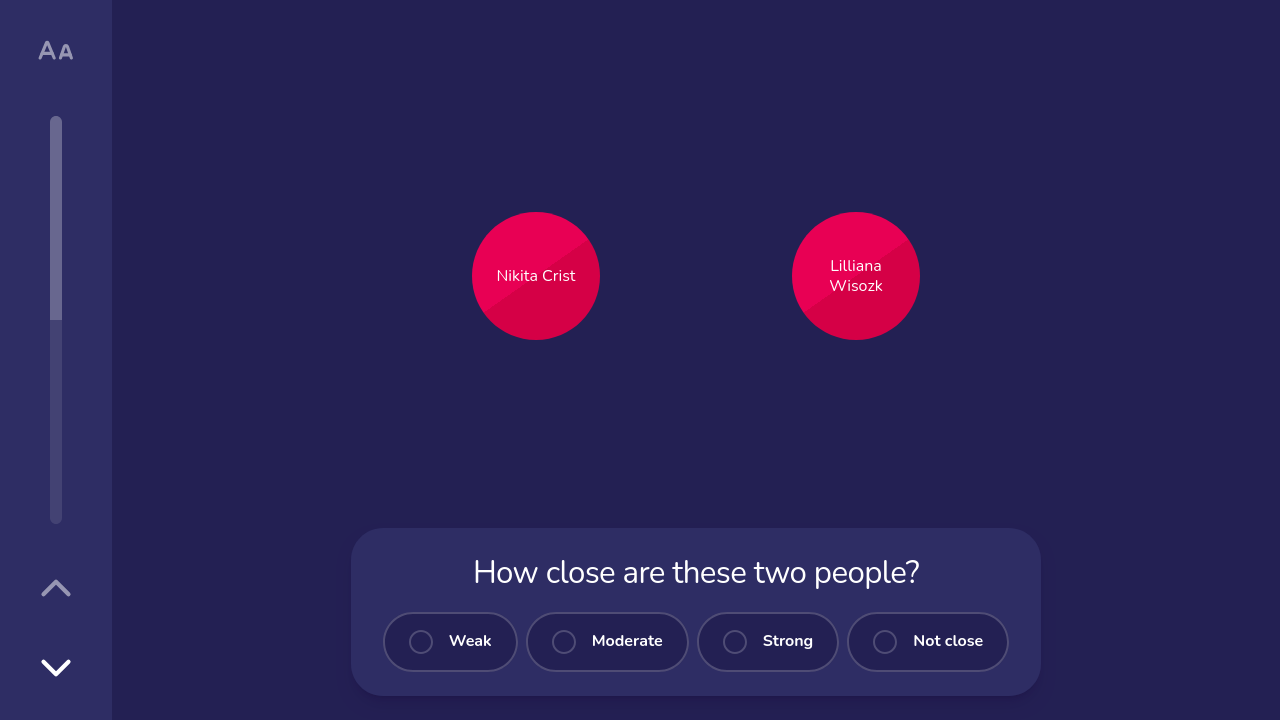 AA
Nikita Crist
Lilliana
Wisozk
How close are these two people?
Weak
Moderate
Strong
Not close